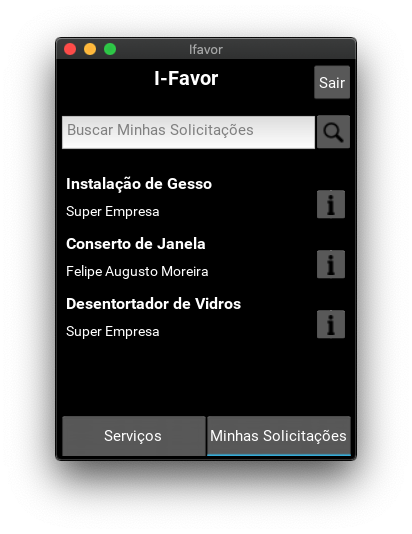 Ifavor
I-Favor
Sair
Buscar Minhas Solicitações
Instalação de Gesso
Super Empresa
Conserto de Janela
Felipe Augusto Moreira
Desentortador de Vidros
Super Empresa
Serviços
Minhas Solicitações